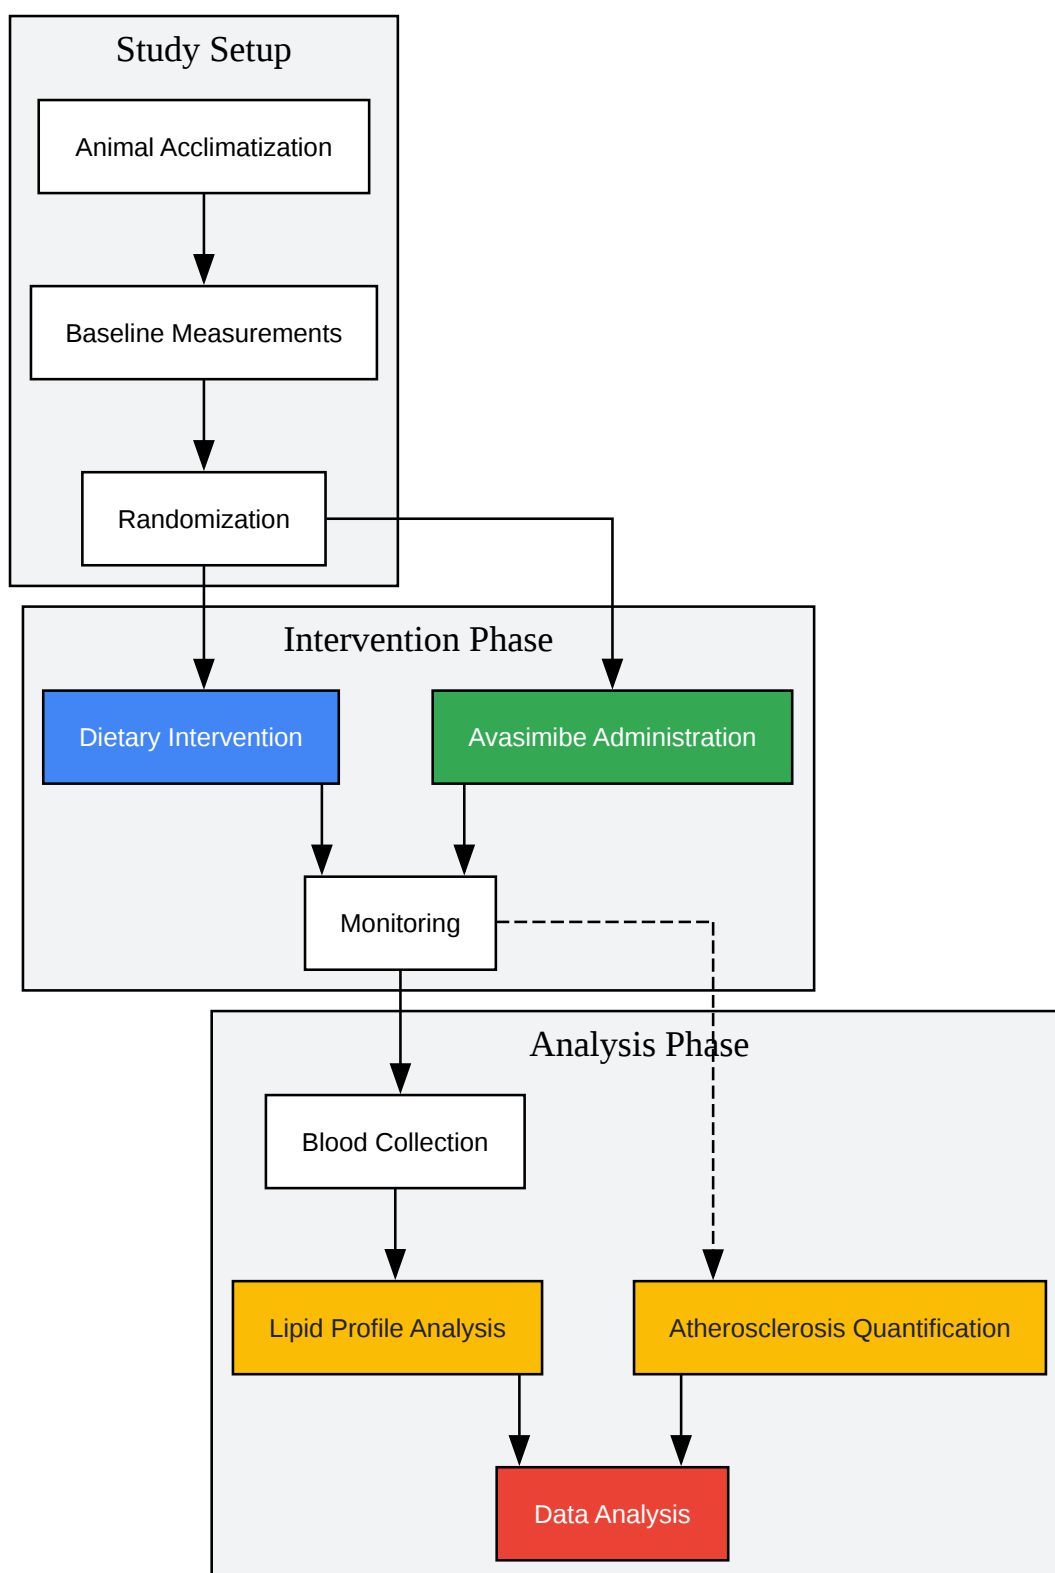 Study Setup
Animal Acclimatization
Baseline Measurements
Randomization
Intervention Phase
Dietary Intervention
Avasimibe Administration
Monitoring
Analysis Phase
Blood Collection
Lipid Profile Analysis
Atherosclerosis Quantification
Data Analysis